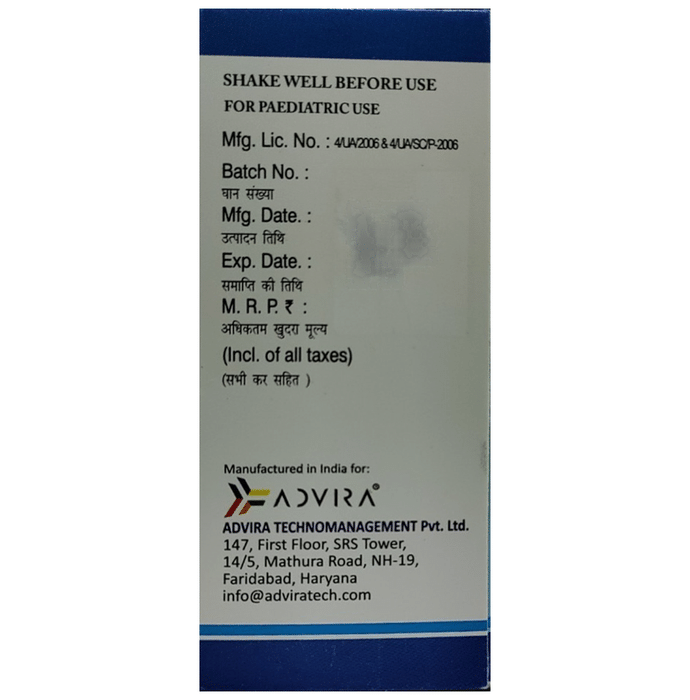 SHAKE WELL BEFORE USE
FOR PAEDIATRIC USE
Mfg. Lic. No. : 4/UA/2006 & 4/UA/SC/P-2006
Batch No. :
घान संख्या
Mfg. Date. :
उत्पादन तिथि
Exp. Date. :
समाप्ति की तिथि
M. R. P. ₹ :
अधिकतम खुदरा मूल्य
(Incl. of all taxes)
(सभी कर सहित )
Manufactured in India for:
ADVIRA®
ADVIRA TECHNOMANAGEMENT Pvt. Ltd.
147, First Floor, SRS Tower,
14/5, Mathura Road, NH-19,
Faridabad, Haryana
info@adviratech.com